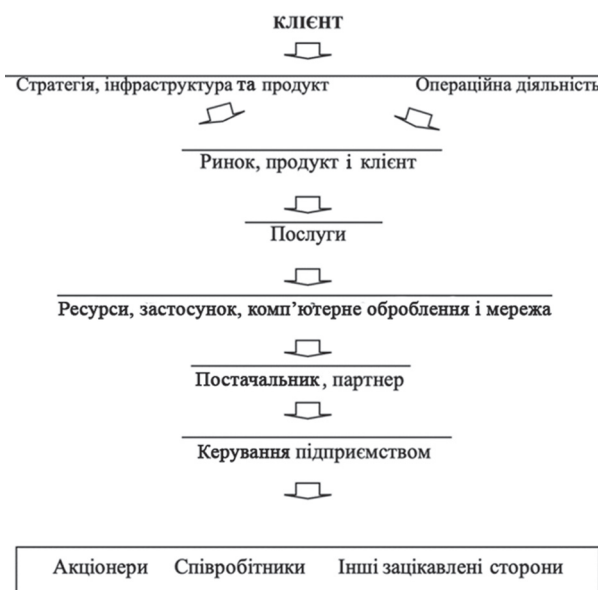 КЛІЄНТ
Стратегія, інфраструктура та продукт Операційна діяльність
Ринок, продукт і клієнт
Послуги
Ресурси, застосунок, комп’ютерне оброблення і мережа
Постачальник, партнер
Керування підприємством
Акціонери Співробітники Інші зацікавлені сторони